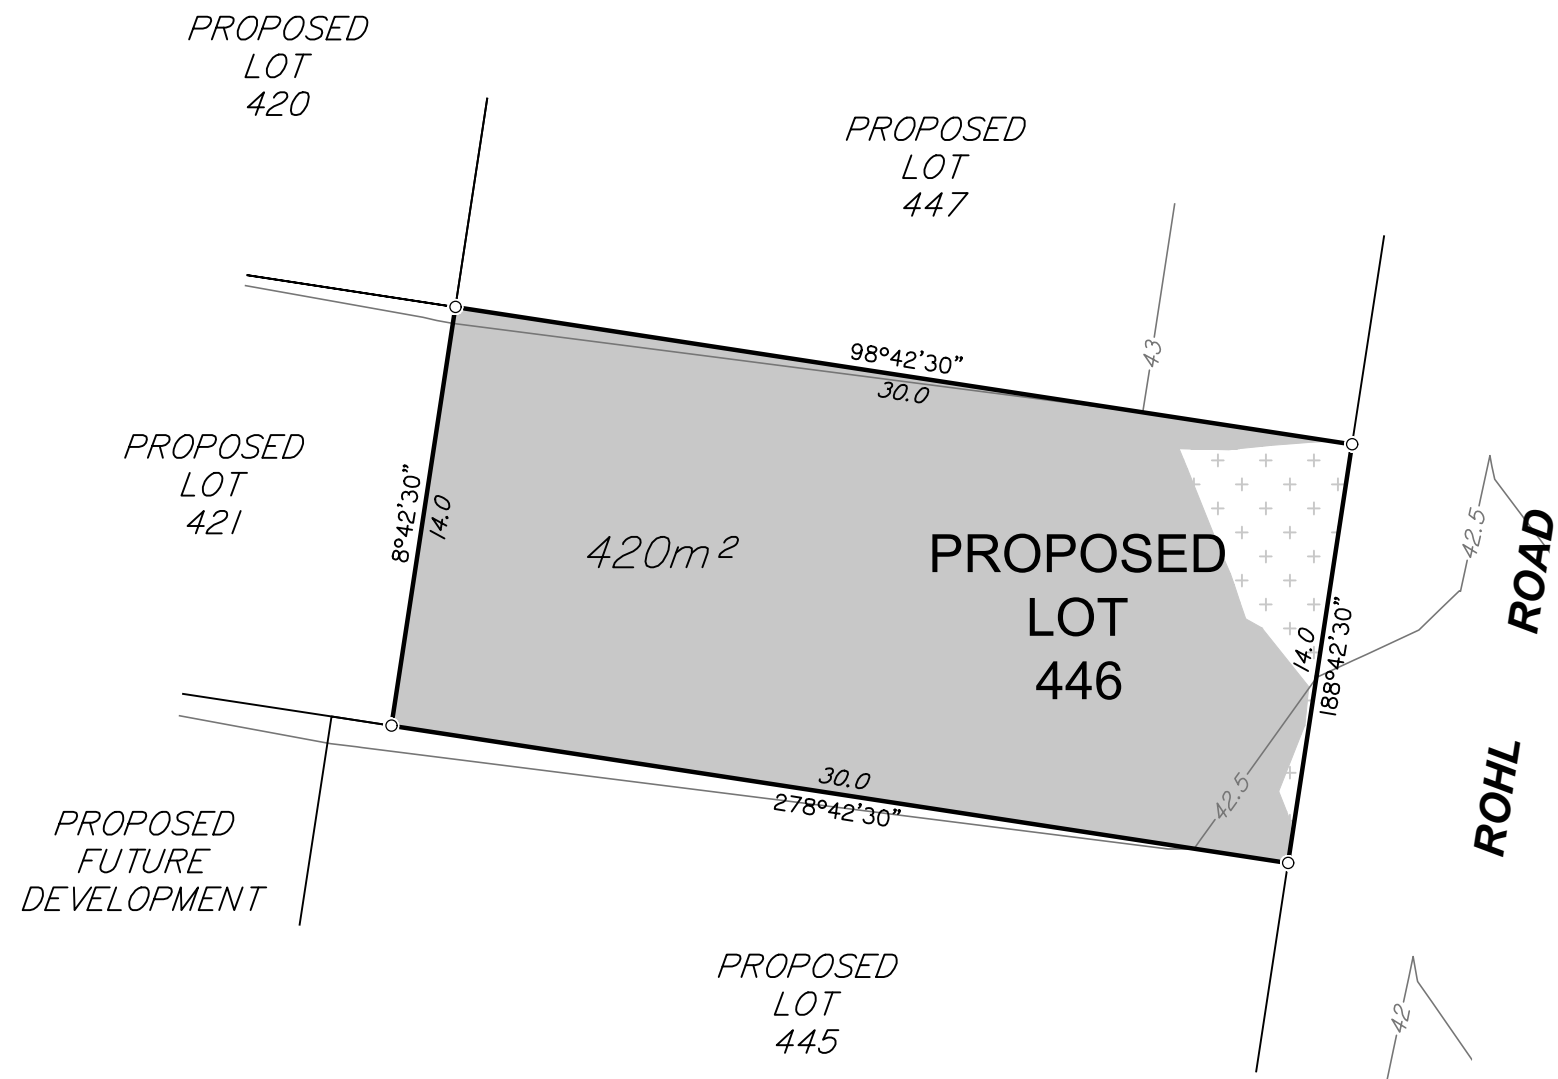 PROPOSED
LOT
420
PROPOSED
LOT
447
43
98°42'30"
30.0
PROPOSED
LOT
421
8°42'30"
14.0
420m²
PROPOSED
LOT
446
14.0
188°42'30"
42.5
ROHL ROAD
42.5
30.0
278°42'30"
PROPOSED
FUTURE
DEVELOPMENT
PROPOSED
LOT
445
42